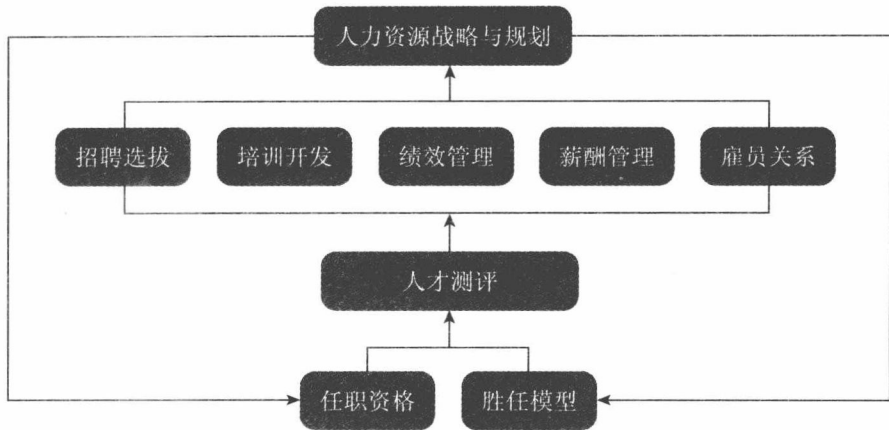 人力资源战略与规划
招聘选拔 培训开发 绩效管理 薪酬管理 雇员关系
人才测评
任职资格 胜任模型